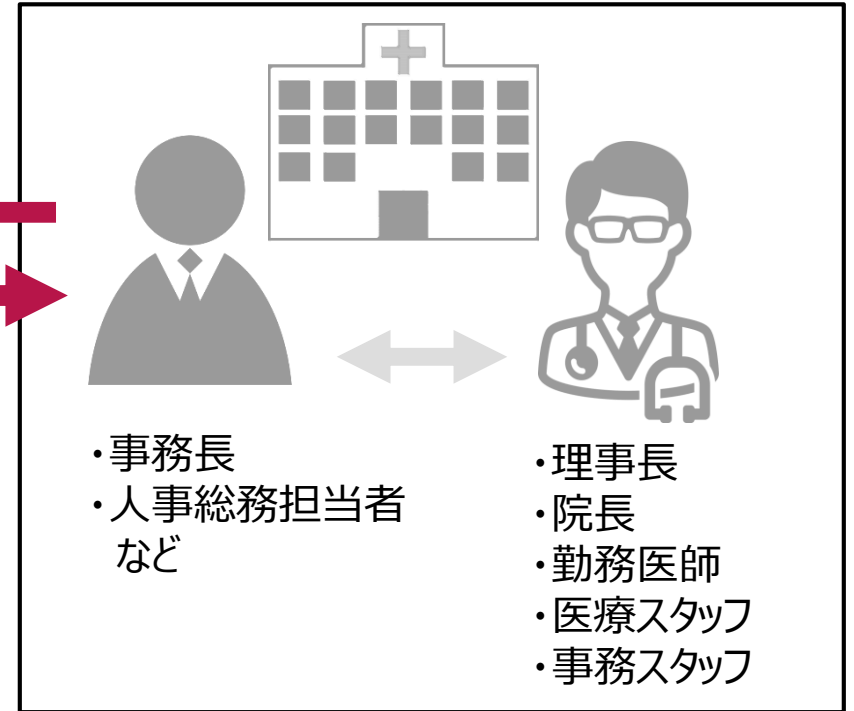 ・事務長
・人事総務担当者
など
・理事長
・院長
・勤務医師
・医療スタッフ
・事務スタッフ